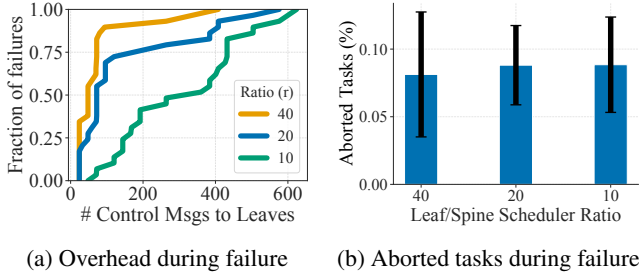 1.00
0.75
0.50
0.25
0.00
Fraction of failures
0 200 400 600
# Control Msgs to Leaves
Ratio (r)
40
20
10
(a) Overhead during failure
0.10
0.05
0.00
Aborted Tasks (%)
40 20 10
Leaf/Spine Scheduler Ratio
(b) Aborted tasks during failure